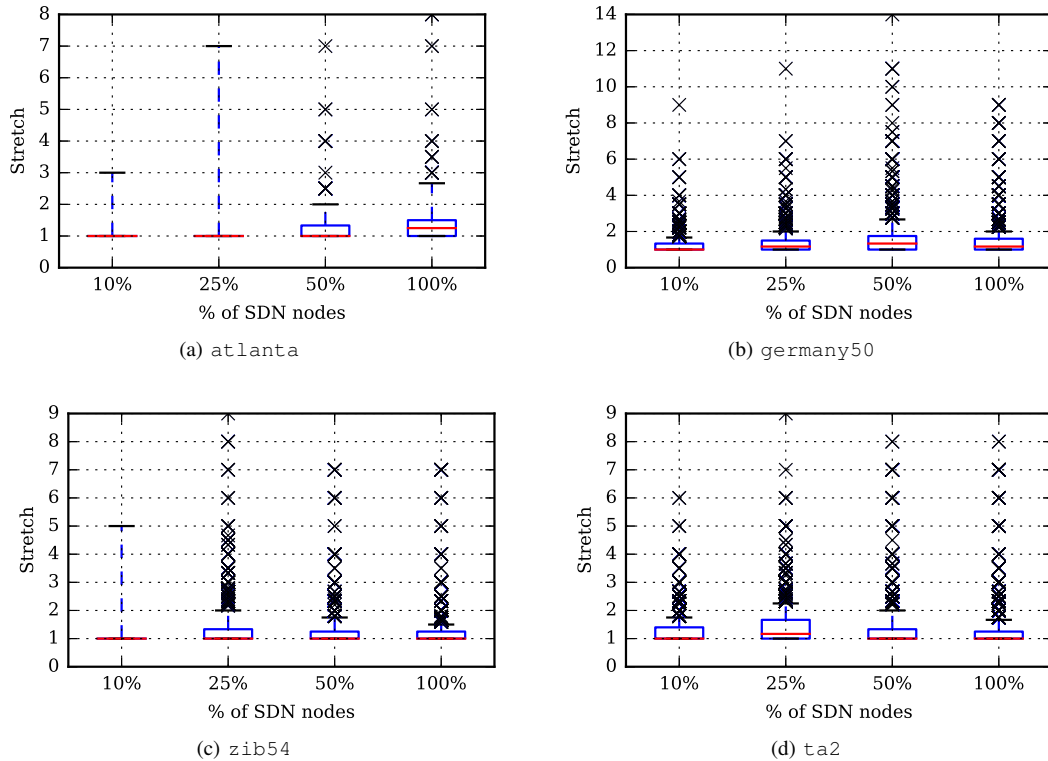 8
7
6
5
4
3
2
1
0
Stretch
10% 25% 50% 100%
% of SDN nodes
(a) atlanta
14
12
10
8
6
4
2
0
Stretch
10% 25% 50% 100%
% of SDN nodes
(b) germany50
9
8
7
6
5
4
3
2
1
0
Stretch
10% 25% 50% 100%
% of SDN nodes
(c) zib54
9
8
7
6
5
4
3
2
1
0
Stretch
10% 25% 50% 100%
% of SDN nodes
(d) ta2